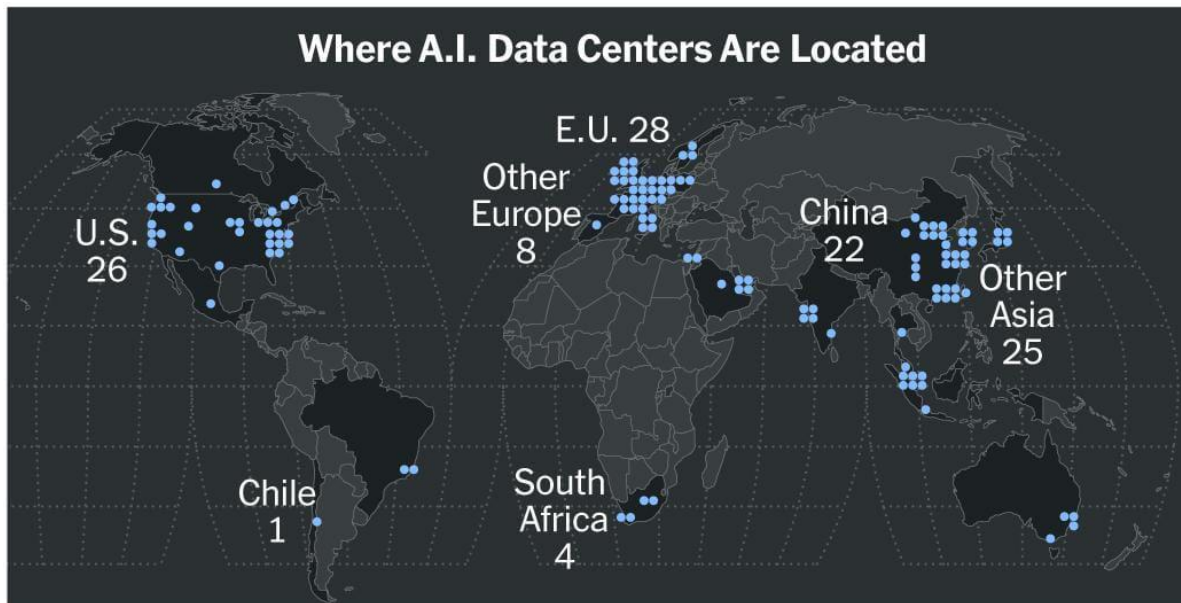 Where A.I. Data Centers Are Located
E.U. 28
Other
Europe
8
U.S.
26
China
22
Other
Asia
25
Chile
1
South
Africa
4